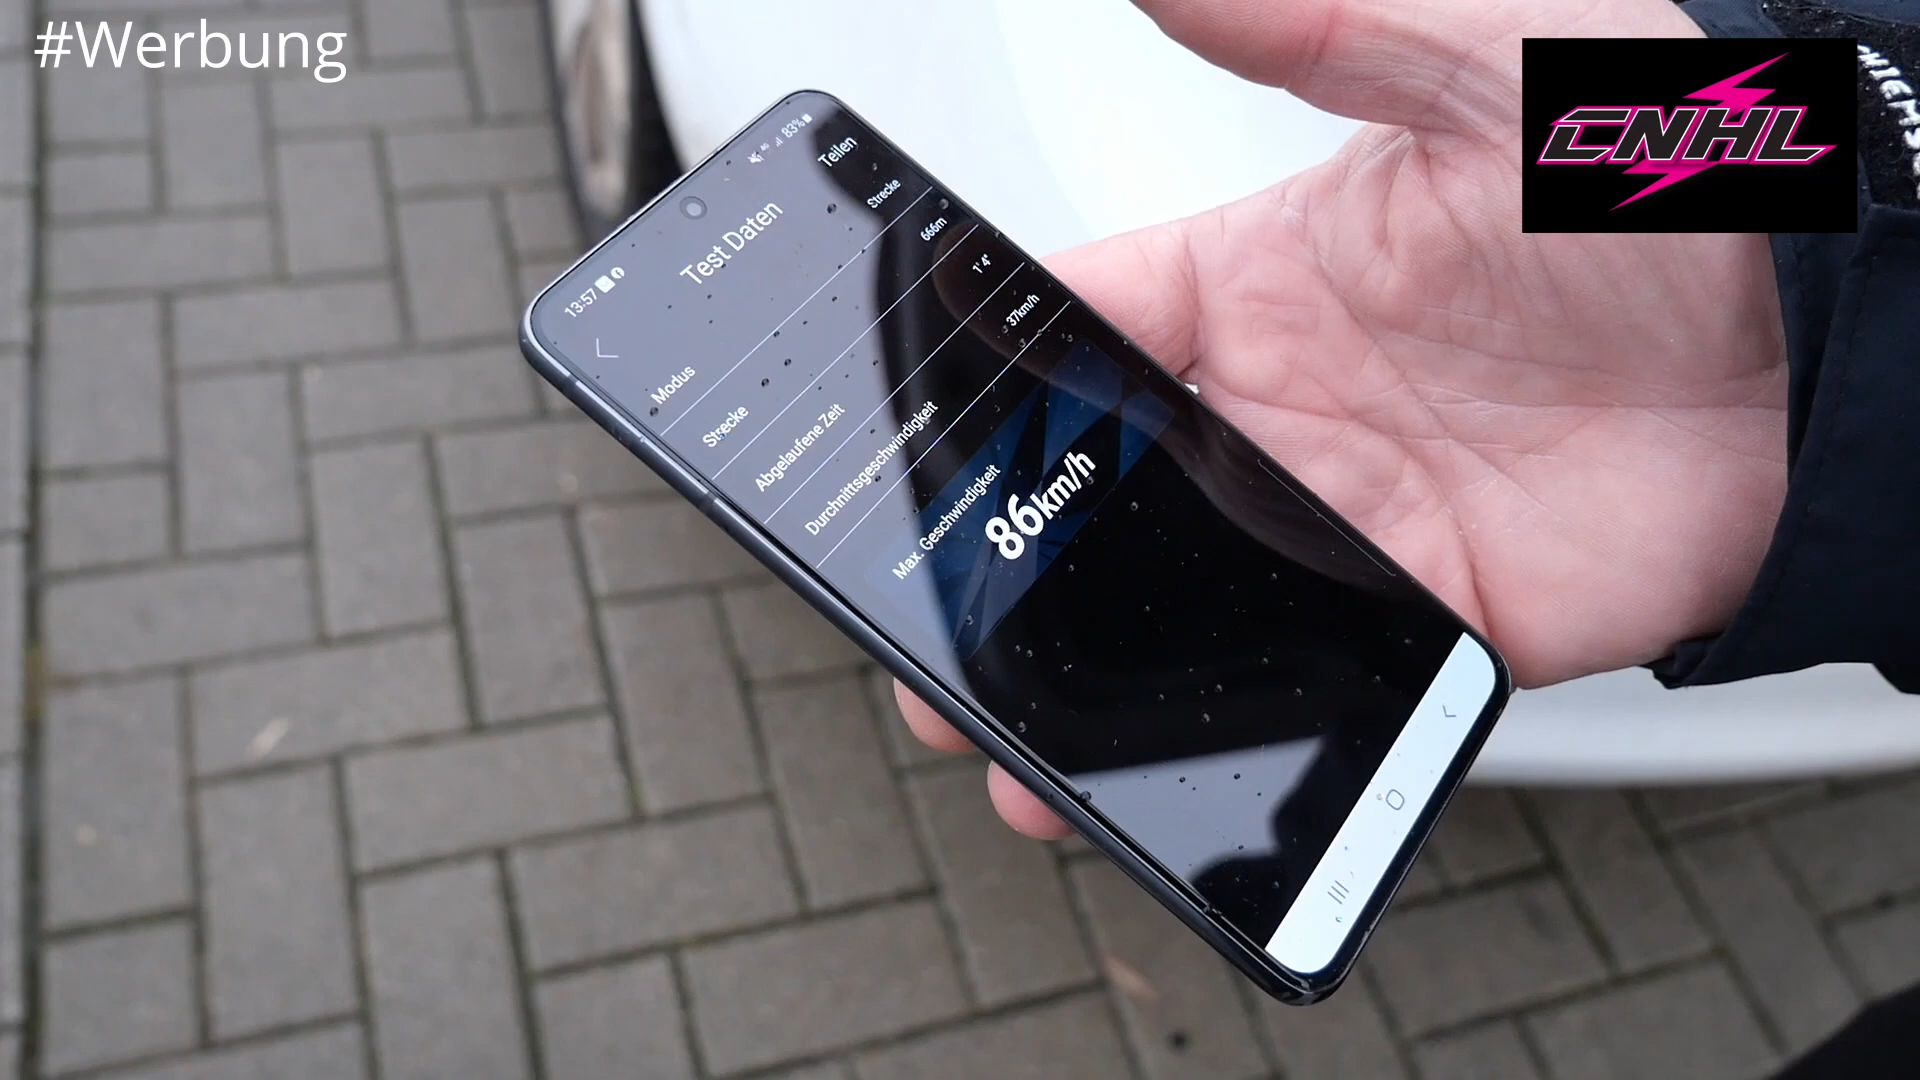 #Werbung
CNHL
13:57
83%
Test Daten
Teilen
Modus
Strecke
Strecke
666m
Abgelaufene Zeit
1'4"
Durchnittsgeschwindigkeit
37km/h
Max. Geschwindigkeit
86km/h